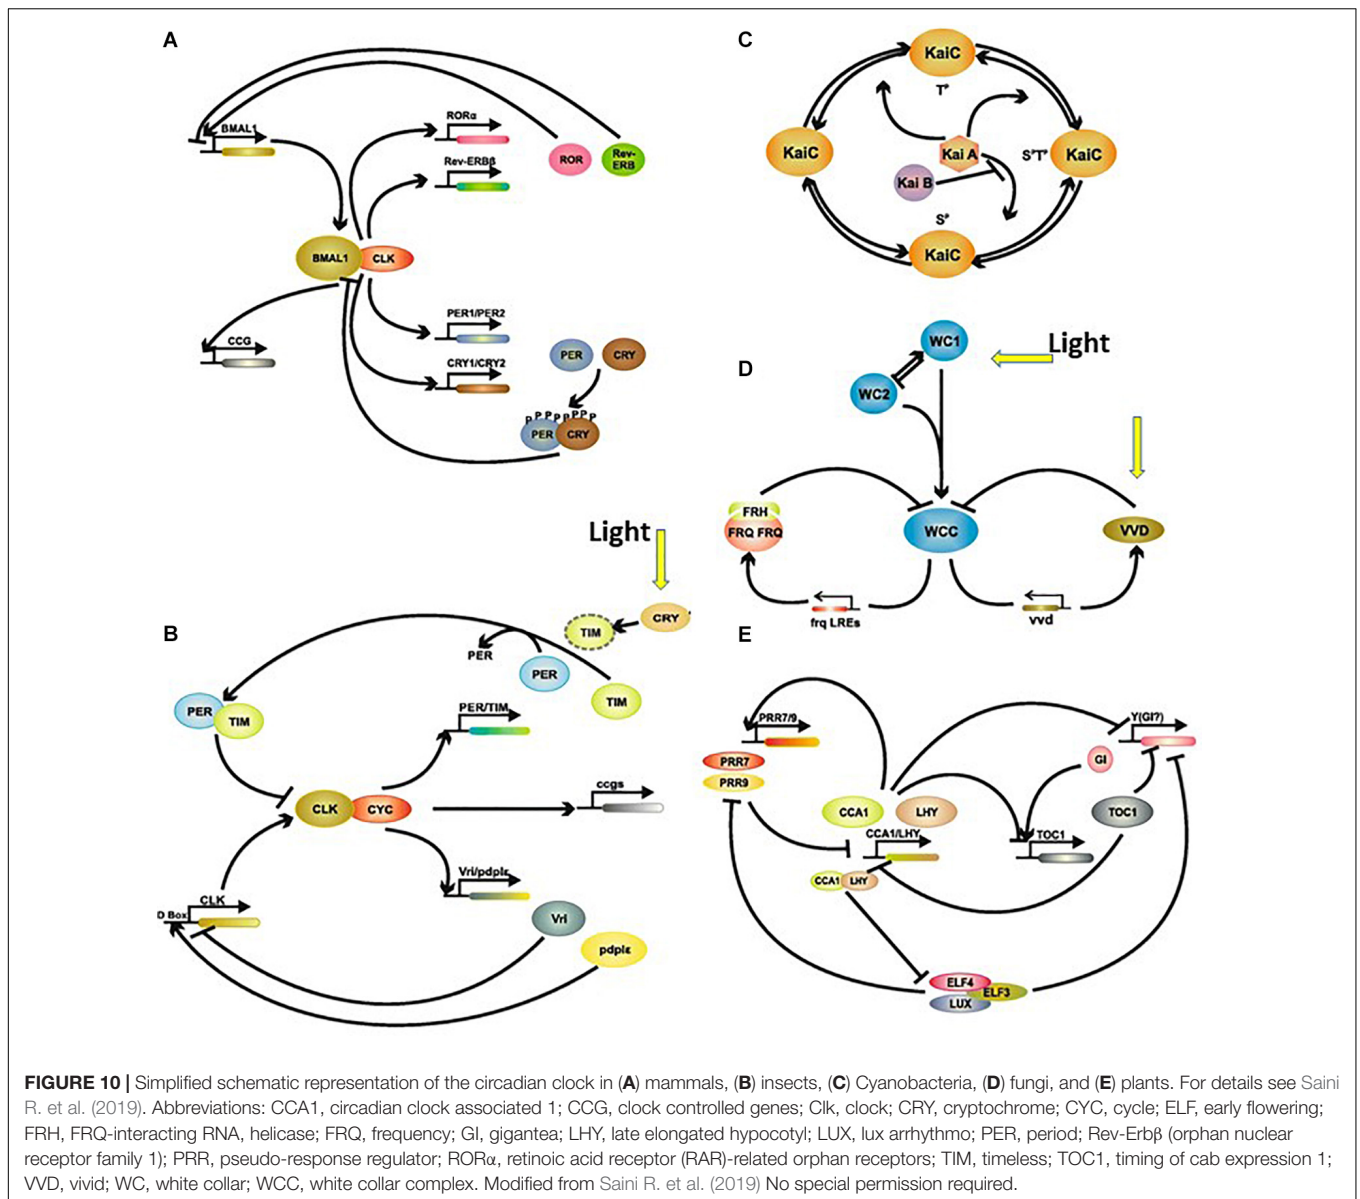 A
BMAL1
RORα
Rev-ERBβ
ROR
Rev-
ERB
BMAL1
CLK
CCG
PER1/PER2
CRY1/CRY2
PER
CRY
P P P P P P P P
PER
CRY
C
KaiC
T^P
KaiC
Kai A
S^PT^P
KaiC
Kai B
S^P
KaiC
D
WC1
Light
WC2
FRH
FRQ FRQ
WCC
VVD
frq LREs
vvd
B
Light
CRY
TIM
PER
PER
TIM
PER
TIM
PER/TIM
CLK
CYC
ccgs
Vri/pdplε
D Box
CLK
Vri
pdplε
E
PRR7/9
Y(GI?)
PRR7
PRR9
GI
CCA1
LHY
TOC1
CCA1/LHY
TOC1
CCA1
LHY
ELF4
ELF3
LUX
FIGURE 10 | Simplified schematic representation of the circadian clock in (A) mammals, (B) insects, (C) Cyanobacteria, (D) fungi, and (E) plants. For details see Saini
R. et al. (2019). Abbreviations: CCA1, circadian clock associated 1; CCG, clock controlled genes; Clk, clock; CRY, cryptochrome; CYC, cycle; ELF, early flowering;
FRH, FRQ-interacting RNA, helicase; FRQ, frequency; GI, gigantea; LHY, late elongated hypocotyl; LUX, lux arrhythmo; PER, period; Rev-Erbβ (orphan nuclear
receptor family 1); PRR, pseudo-response regulator; RORα, retinoic acid receptor (RAR)-related orphan receptors; TIM, timeless; TOC1, timing of cab expression 1;
VVD, vivid; WC, white collar; WCC, white collar complex. Modified from Saini R. et al. (2019) No special permission required.